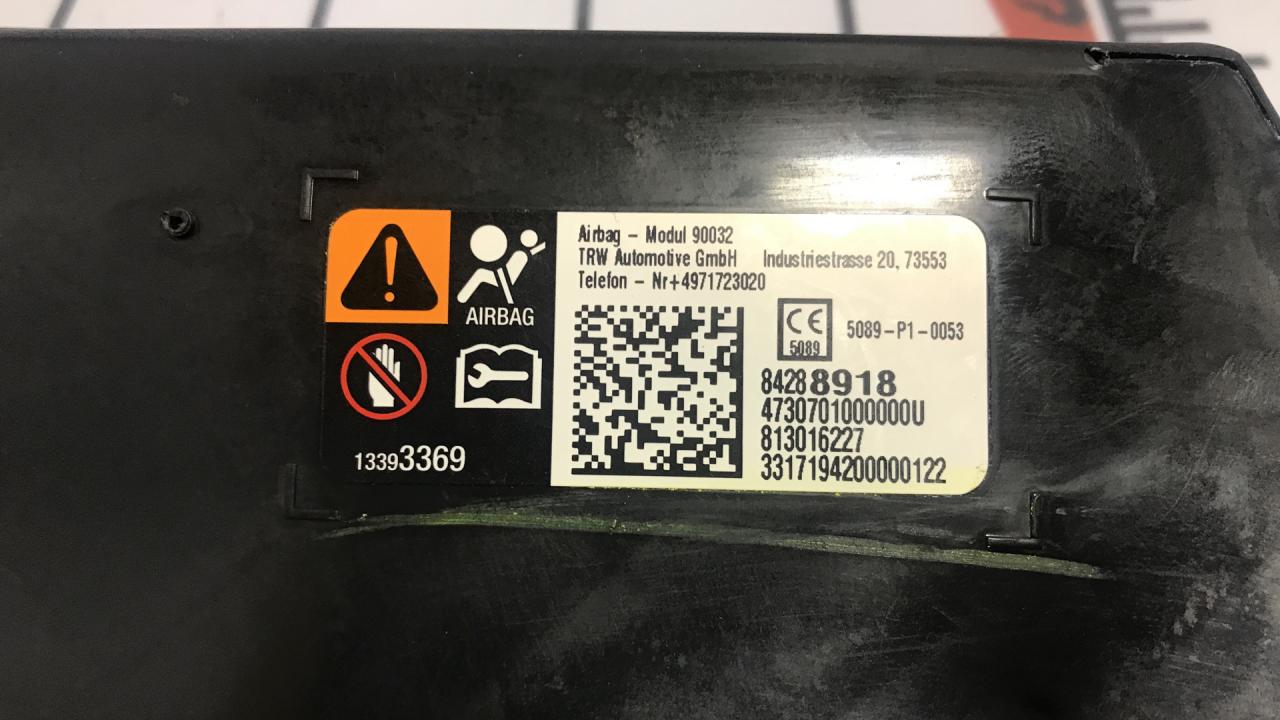 Airbag - Modul 90032
TRW Automotive GmbH Industriestrasse 20, 73553
Telefon - Nr+4971723020
AIRBAG
CE
5089
5089-P1-0053
84288918
4730701000000U
813016227
3317194200000122
13393369